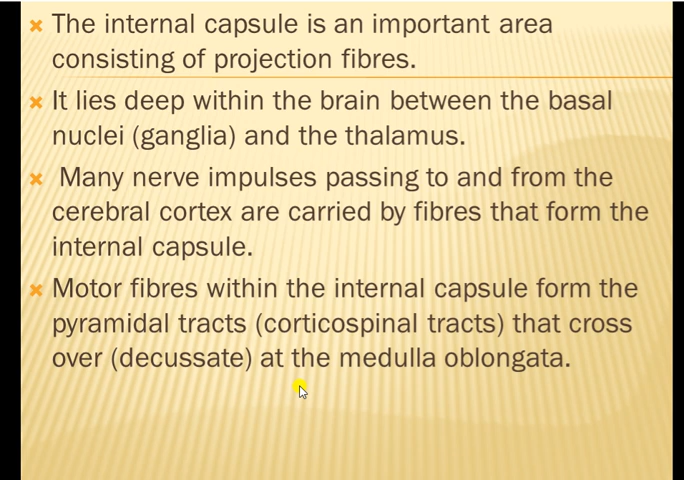 The internal capsule is an important area
consisting of projection fibres.
It lies deep within the brain between the basal
nuclei (ganglia) and the thalamus.
Many nerve impulses passing to and from the
cerebral cortex are carried by fibres that form the
internal capsule.
Motor fibres within the internal capsule form the
pyramidal tracts (corticospinal tracts) that cross
over (decussate) at the medulla oblongata.